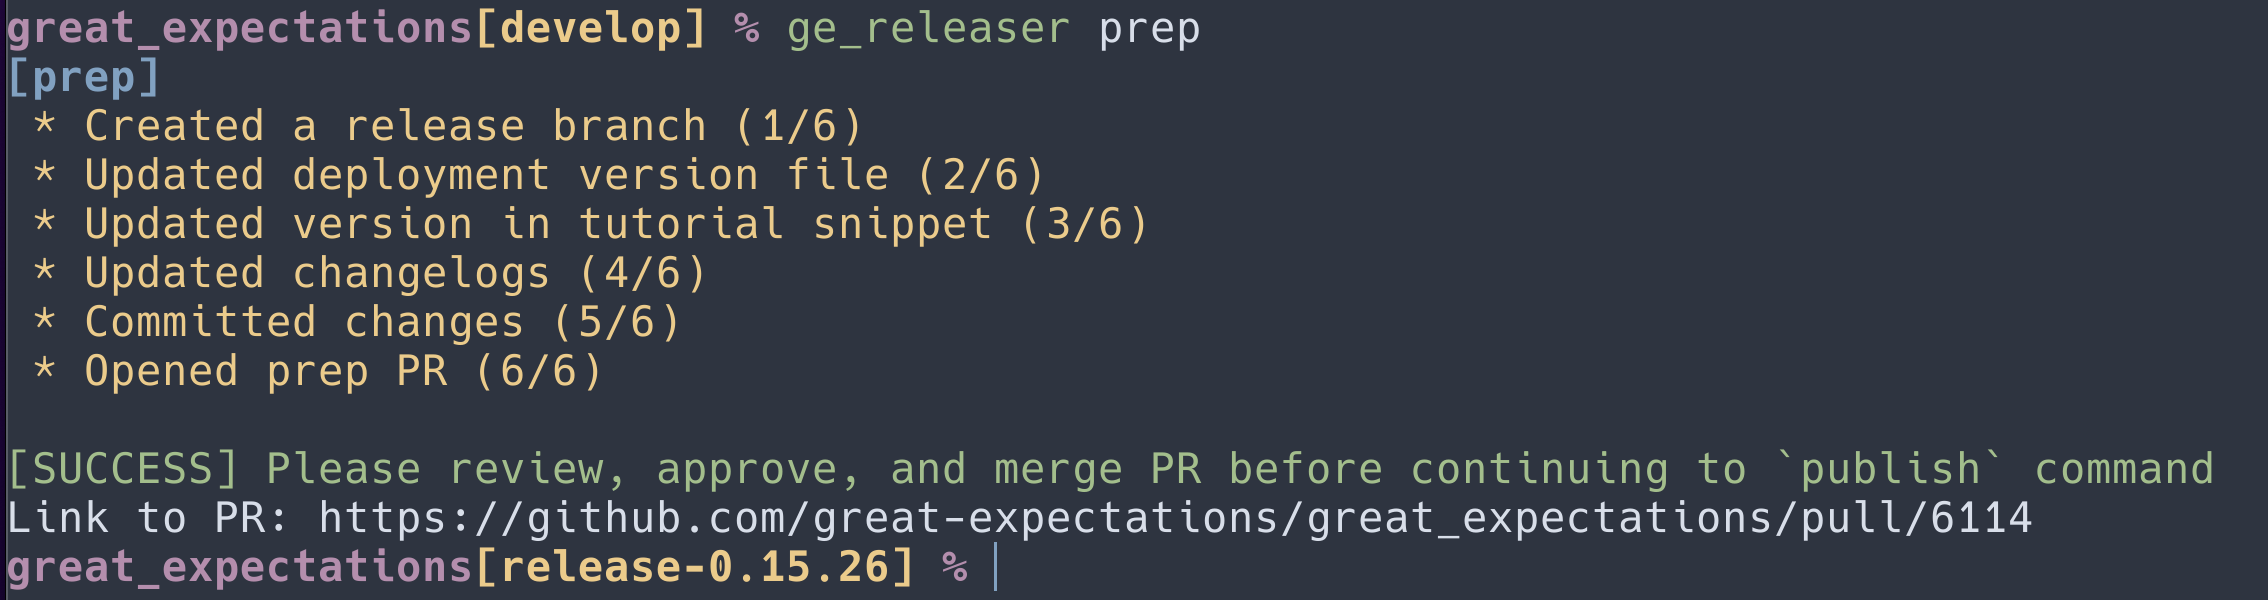 great_expectations[develop] % ge_releaser prep
[prep]
* Created a release branch (1/6)
* Updated deployment version file (2/6)
* Updated version in tutorial snippet (3/6)
* Updated changelogs (4/6)
* Committed changes (5/6)
* Opened prep PR (6/6)
[SUCCESS] Please review, approve, and merge PR before continuing to `publish` command
Link to PR: https://github.com/great-expectations/great_expectations/pull/6114
great_expectations[release-0.15.26] %